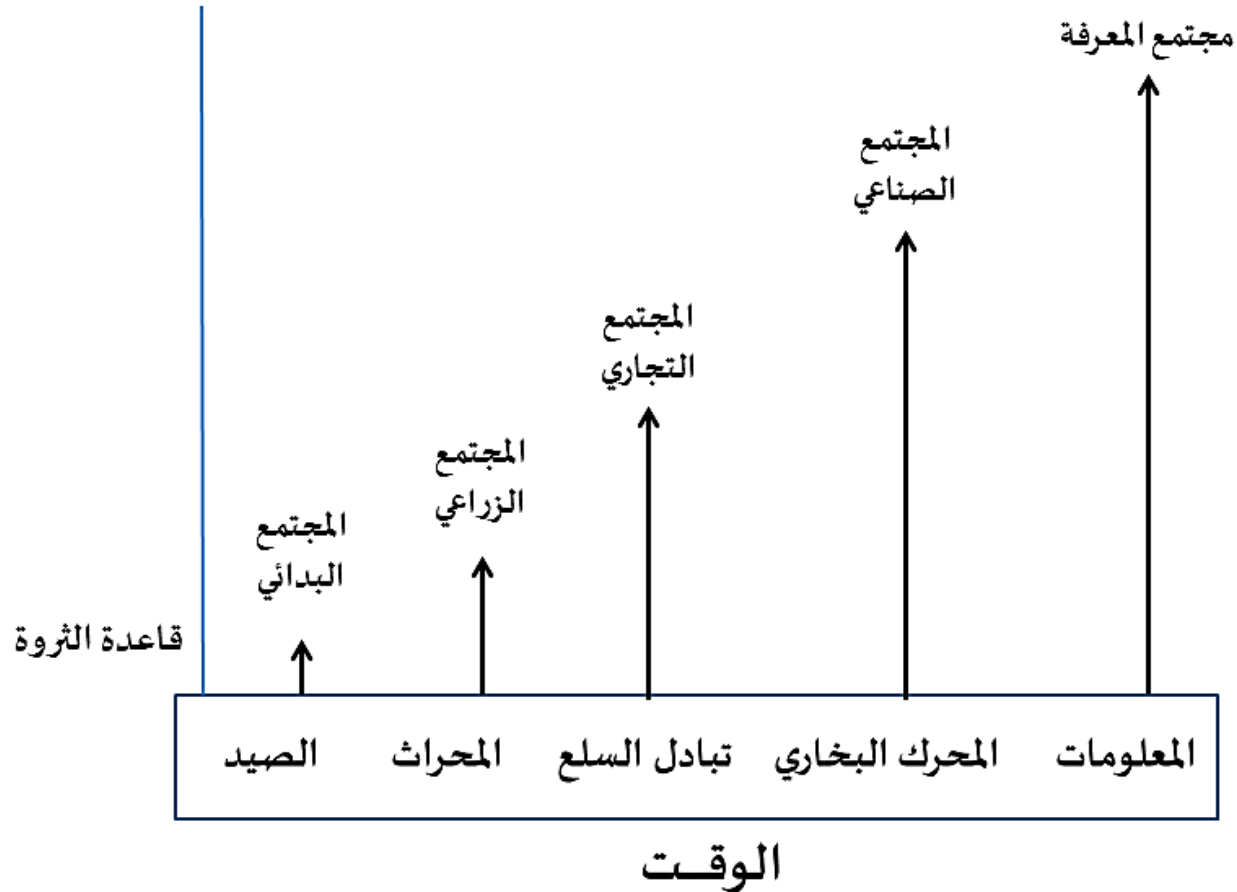 مجتمع المعرفة
المجتمع
الصناعي
المجتمع
التجاري
المجتمع
الزراعي
المجتمع
البدائي
قاعدة الثروة
الصيد
المحراث
تبادل السلع
المحرك البخاري
المعلومات
الوقــت